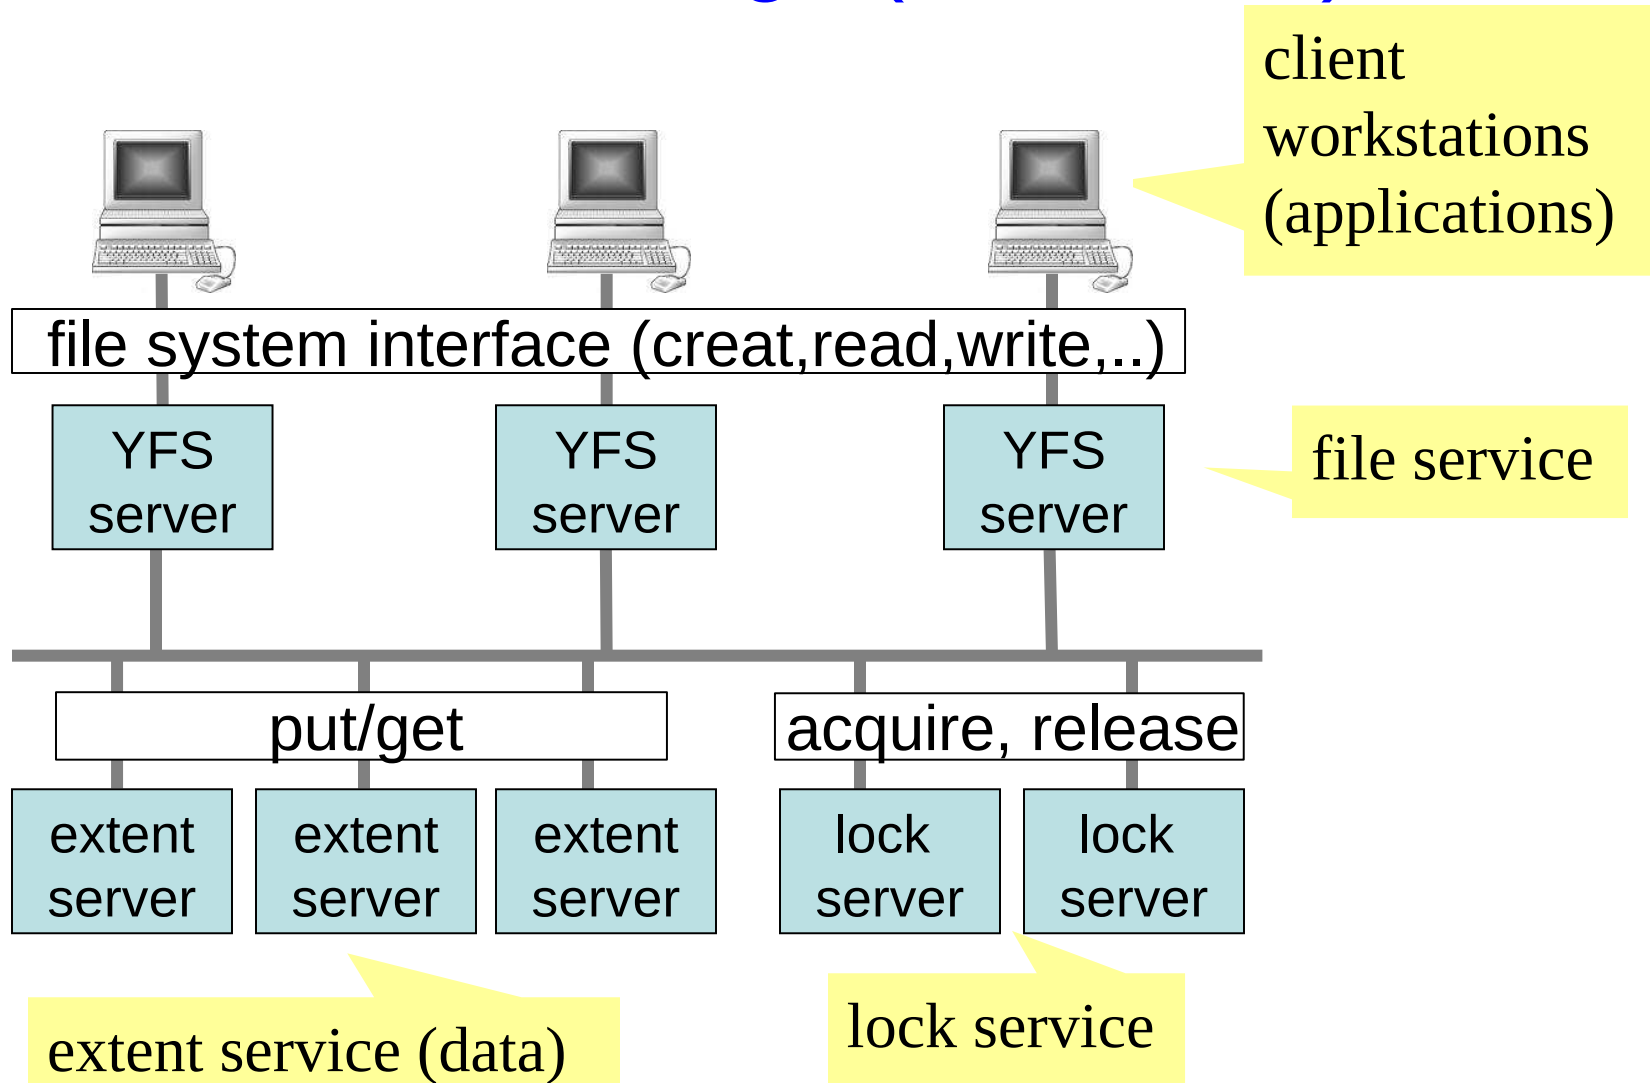 client
workstations
(applications)
file system interface (creat,read,write,..)
YFS
server
YFS
server
YFS
server
file service
put/get
acquire, release
extent
server
extent
server
extent
server
lock
server
lock
server
extent service (data)
lock service